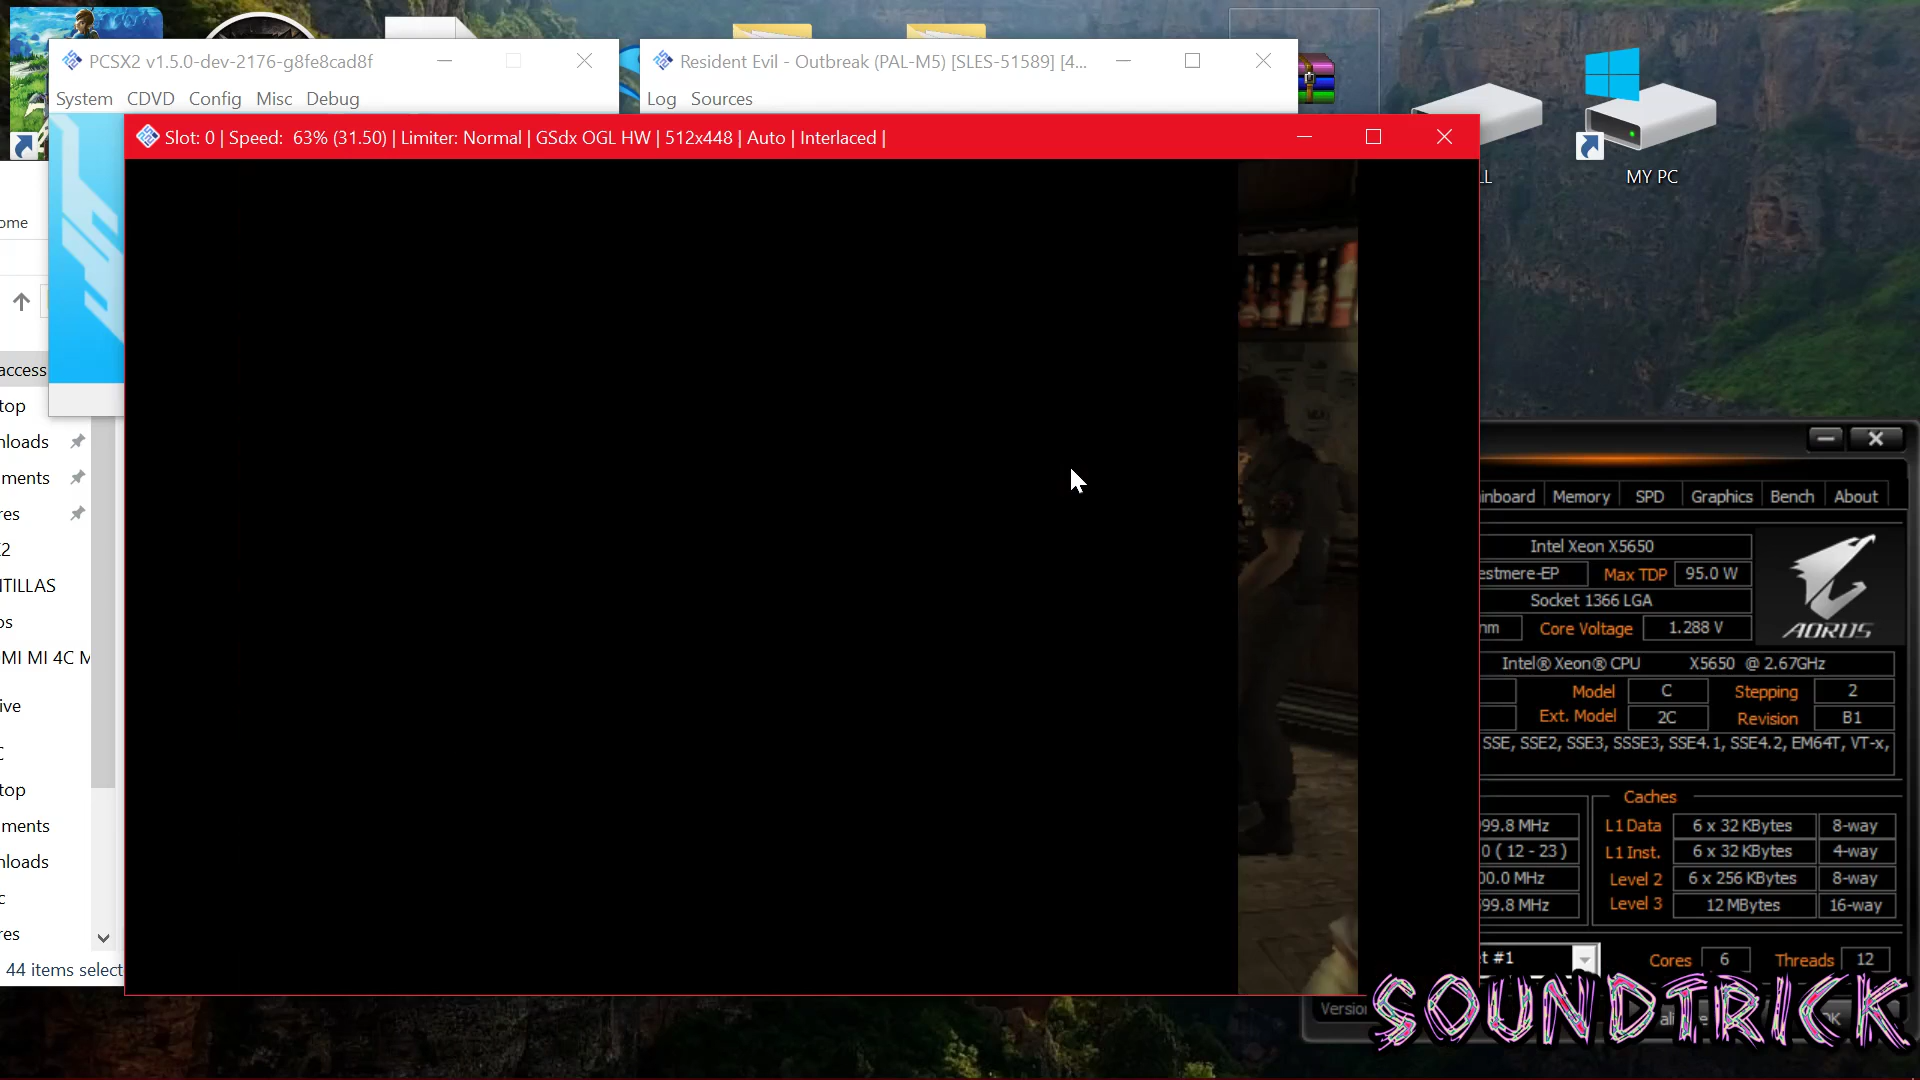 PCSX2 v1.5.0-dev-2176-g8fe8cad8f
System CDVD Config Misc Debug
Resident Evil - Outbreak (PAL-M5) [SLES-51589] [4...
Log Sources
Slot: 0 | Speed: 63% (31.50) | Limiter: Normal | GSdx OGL HW | 512x448 | Auto | Interlaced |
LL
MY PC
ome
access
top
nloads
ments
res
2
TILLAS
os
MI MI 4C M
ive
C
top
ments
nloads
c
res
44 items select
inboard Memory SPD Graphics Bench About
Intel Xeon X5650
estmere-EP Max TDP 95.0 W
Socket 1366 LGA
nm Core Voltage 1.288 V
AORUS
Intel® Xeon® CPU X5650 @ 2.67GHz
Model C Stepping 2
Ext. Model 2C Revision B1
SSE, SSE2, SSE3, SSSE3, SSE4.1, SSE4.2, EM64T, VT-x,
Caches
99.8 MHz L1 Data 6 x 32 KBytes 8-way
0 ( 12 - 23 ) L1 Inst. 6 x 32 KBytes 4-way
00.0 MHz Level 2 6 x 256 KBytes 8-way
99.8 MHz Level 3 12 MBytes 16-way
t #1 Cores 6 Threads 12
Version
SOUNDTRICK